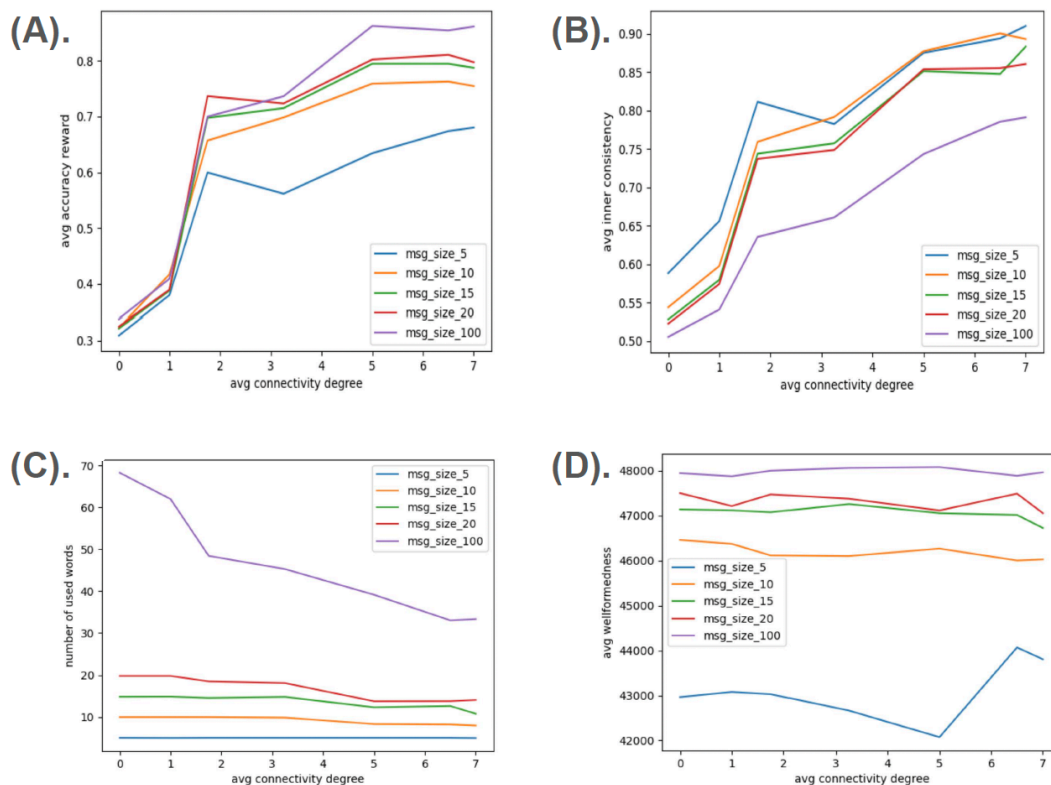 (A).
avg accuracy reward
0.8
0.7
0.6
0.5
0.4
0.3
msg_size_5
msg_size_10
msg_size_15
msg_size_20
msg_size_100
0 1 2 3 4 5 6 7
avg connectivity degree
(B).
avg inner consistency
0.90
0.85
0.80
0.75
0.70
0.65
0.60
0.55
0.50
msg_size_5
msg_size_10
msg_size_15
msg_size_20
msg_size_100
0 1 2 3 4 5 6 7
avg connectivity degree
(C).
number of used words
70
60
50
40
30
20
10
msg_size_5
msg_size_10
msg_size_15
msg_size_20
msg_size_100
0 1 2 3 4 5 6 7
avg connectivity degree
(D).
avg wellformedness
48000
47000
46000
45000
44000
43000
42000
msg_size_5
msg_size_10
msg_size_15
msg_size_20
msg_size_100
0 1 2 3 4 5 6 7
avg connectivity degree